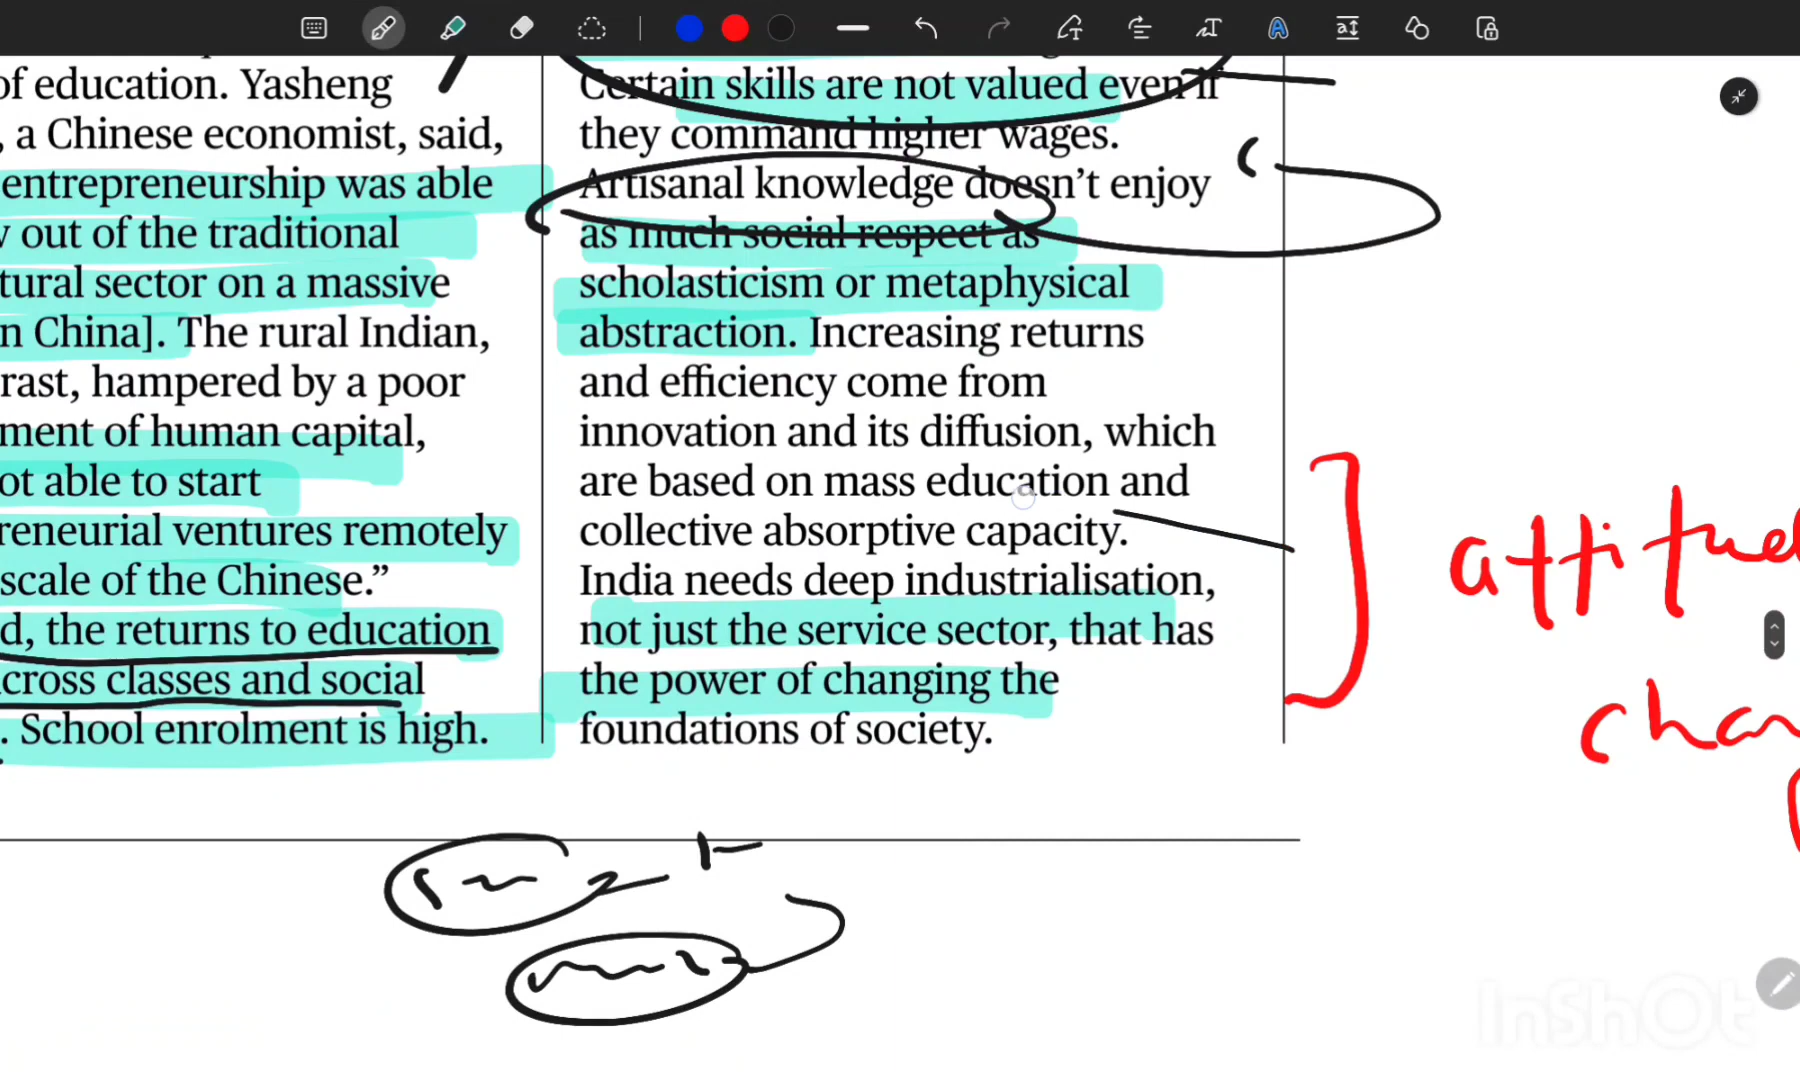 of education. Yasheng
, a Chinese economist, said,
entrepreneurship was able
out of the traditional
tural sector on a massive
n China]. The rural Indian,
rast, hampered by a poor
ment of human capital,
ot able to start
reneurial ventures remotely
scale of the Chinese.”
d, the returns to education
cross classes and social
. School enrolment is high.
Certain skills are not valued even if
they command higher wages.
Artisanal knowledge doesn’t enjoy
as much social respect as
scholasticism or metaphysical
abstraction. Increasing returns
and efficiency come from
innovation and its diffusion, which
are based on mass education and
collective absorptive capacity.
India needs deep industrialisation,
not just the service sector, that has
the power of changing the
foundations of society.
attitud
chan
InShOt